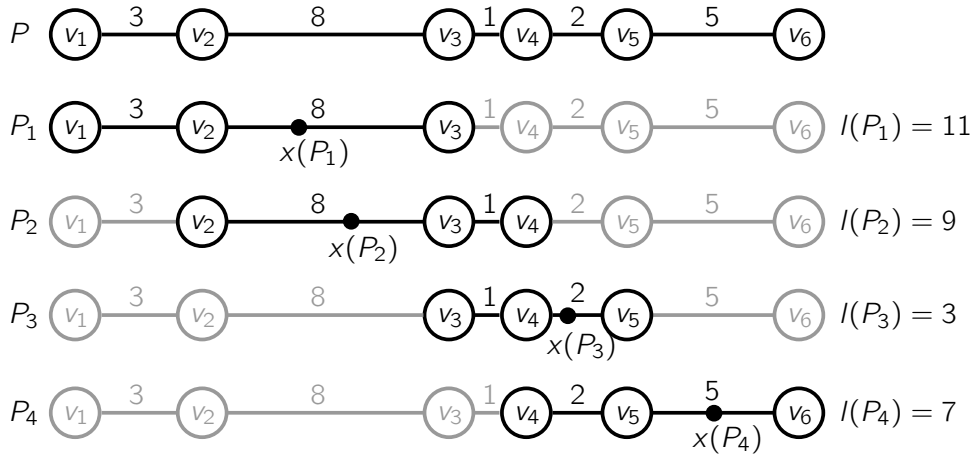 3 8 1 2 5
P v1 v2 v3 v4 v5 v6
3 8 1 2 5
P1 v1 v2 v3 v4 v5 v6 l(P1) = 11
x(P1)
3 8 1 2 5
P2 v1 v2 v3 v4 v5 v6 l(P2) = 9
x(P2)
3 8 1 2 5
P3 v1 v2 v3 v4 v5 v6 l(P3) = 3
x(P3)
3 8 1 2 5
P4 v1 v2 v3 v4 v5 v6 l(P4) = 7
x(P4)